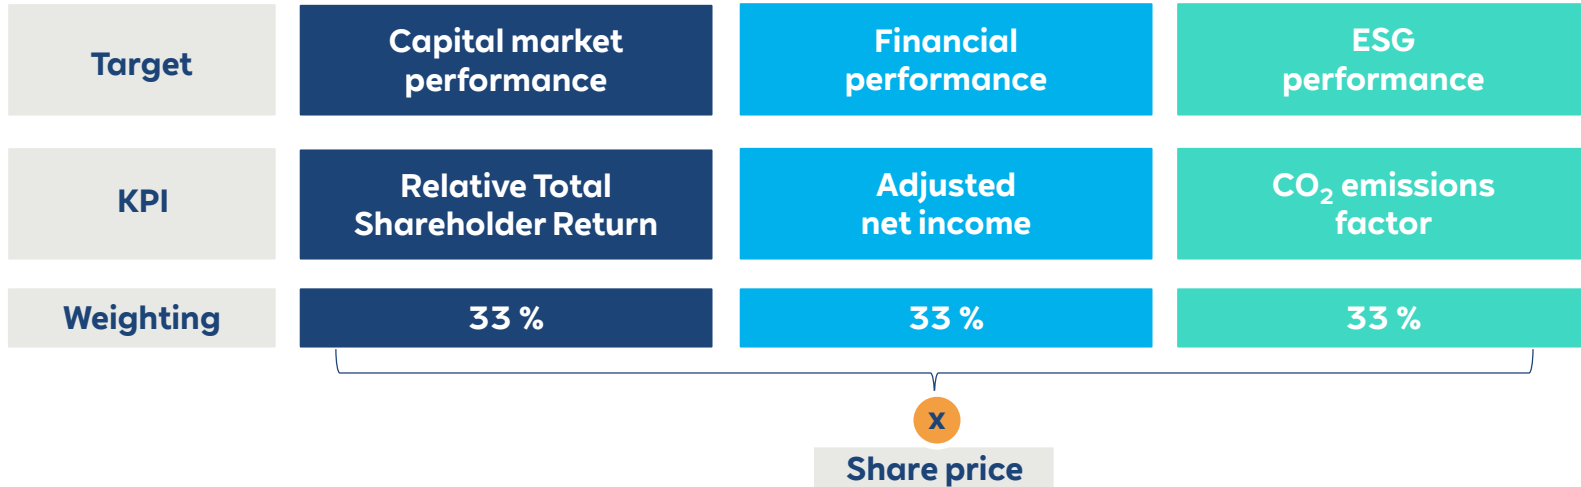 Target
Capital market
performance
Financial
performance
ESG
performance
KPI
Relative Total
Shareholder Return
Adjusted
net income
CO₂ emissions
factor
Weighting
33 %
33 %
33 %
x
Share price